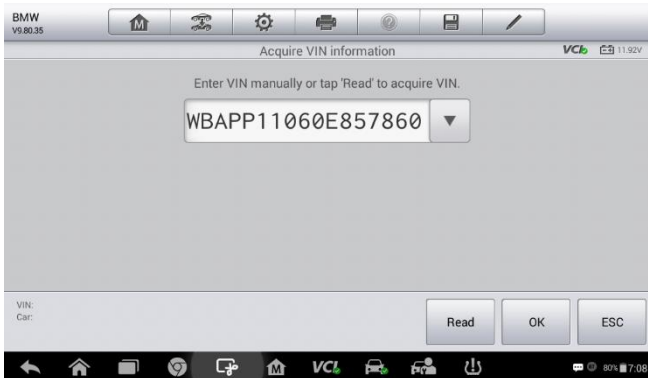 BMW
V9.80.35
M
?
Acquire VIN information
VCI 11.92V
Enter VIN manually or tap 'Read' to acquire VIN.
WBAPP11060E857860
VIN:
Car:
Read OK ESC
M VCI 80% 7:08